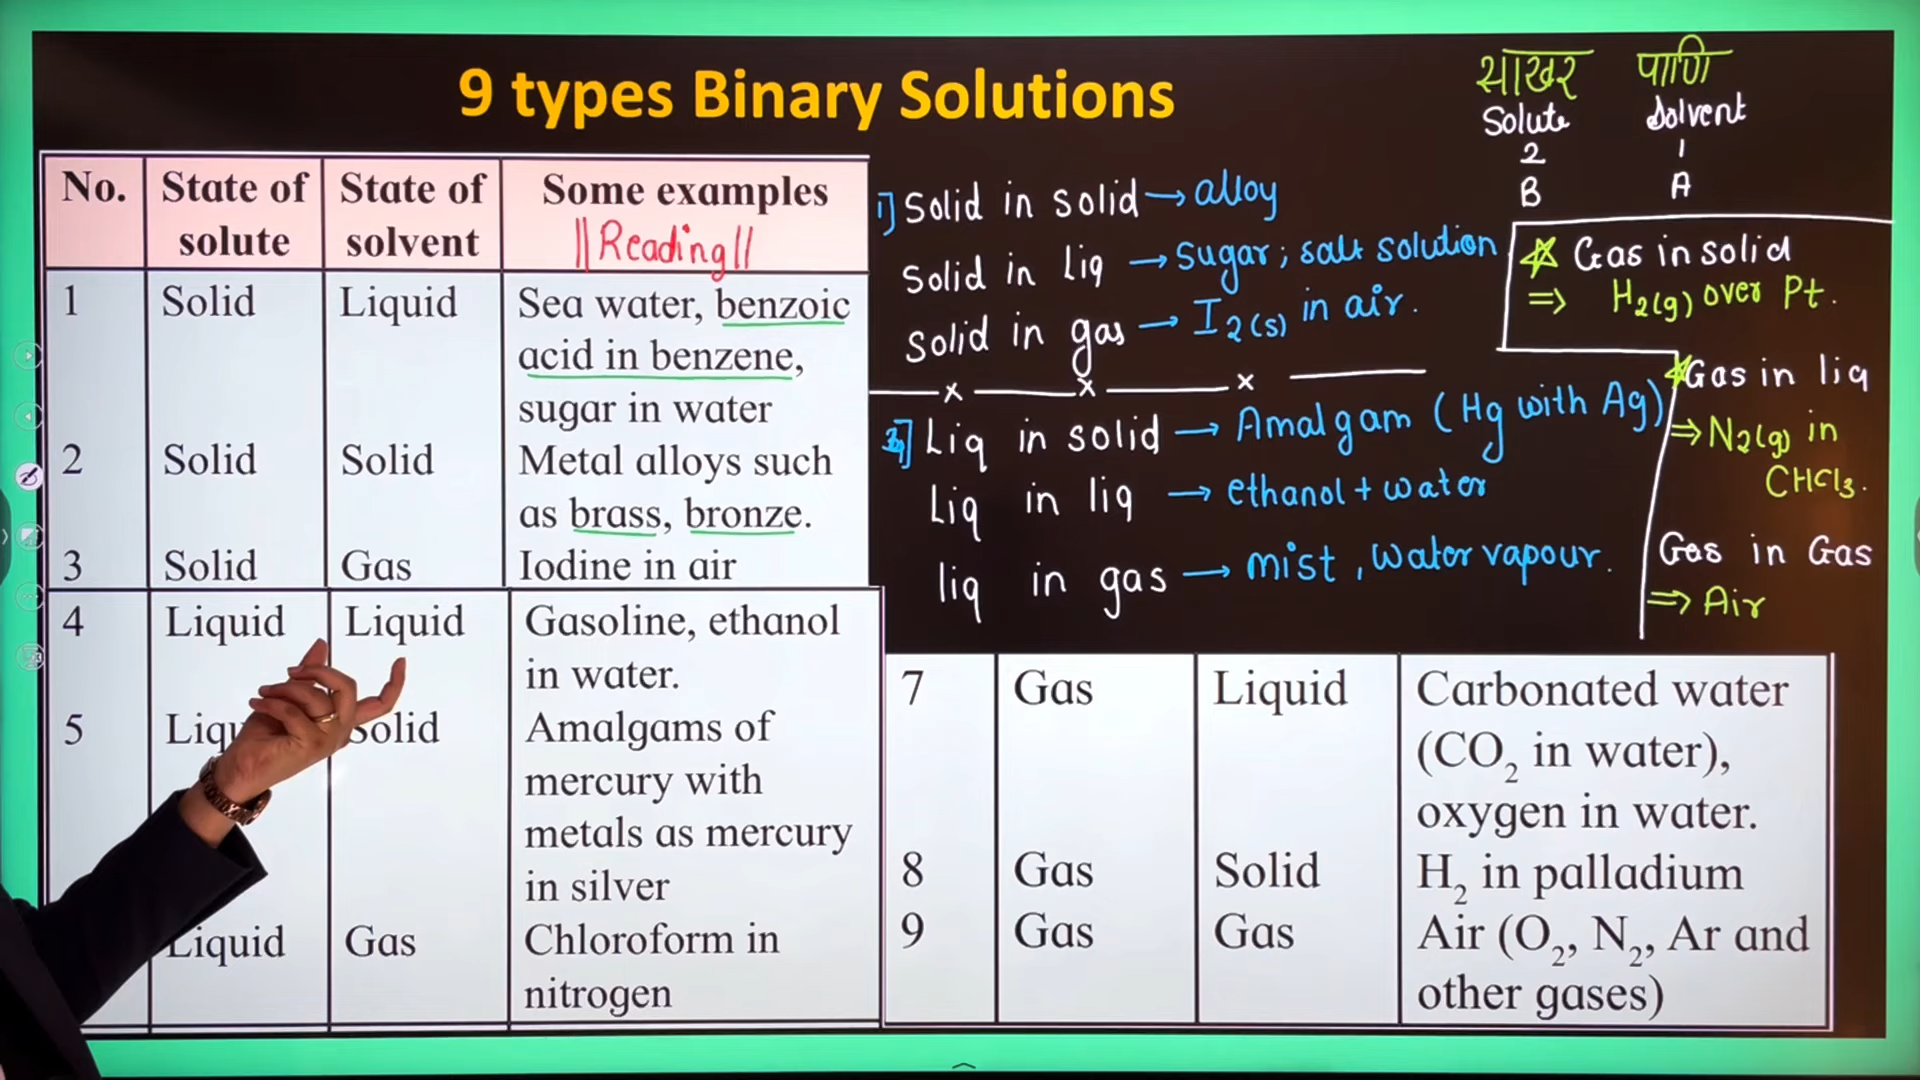 9 types Binary Solutions
साखर पाणि
Solute Solvent
2 1
B A
No. State of solute State of solvent Some examples
||Reading||
1 Solid Liquid Sea water, benzoic
acid in benzene,
sugar in water
2 Solid Solid Metal alloys such
as brass, bronze.
3 Solid Gas Iodine in air
4 Liquid Liquid Gasoline, ethanol
in water.
5 Solid Amalgams of
mercury with
metals as mercury
in silver
Liquid Gas Chloroform in
nitrogen
1] Solid in solid → alloy
Solid in Liq → Sugar; salt solution
Solid in gas → I2(s) in air.
x x x
Liq in solid → Amalgam (Hg with Ag)
Liq in liq → ethanol + water
liq in gas → mist, water vapour.
☆ Gas in solid
⇒ H2(g) over Pt.
Gas in liq
⇒ N2(g) in
CHCl3.
Gas in Gas
⇒ Air
7 Gas Liquid Carbonated water
(CO2 in water),
oxygen in water.
8 Gas Solid H2 in palladium
9 Gas Gas Air (O2, N2, Ar and
other gases)